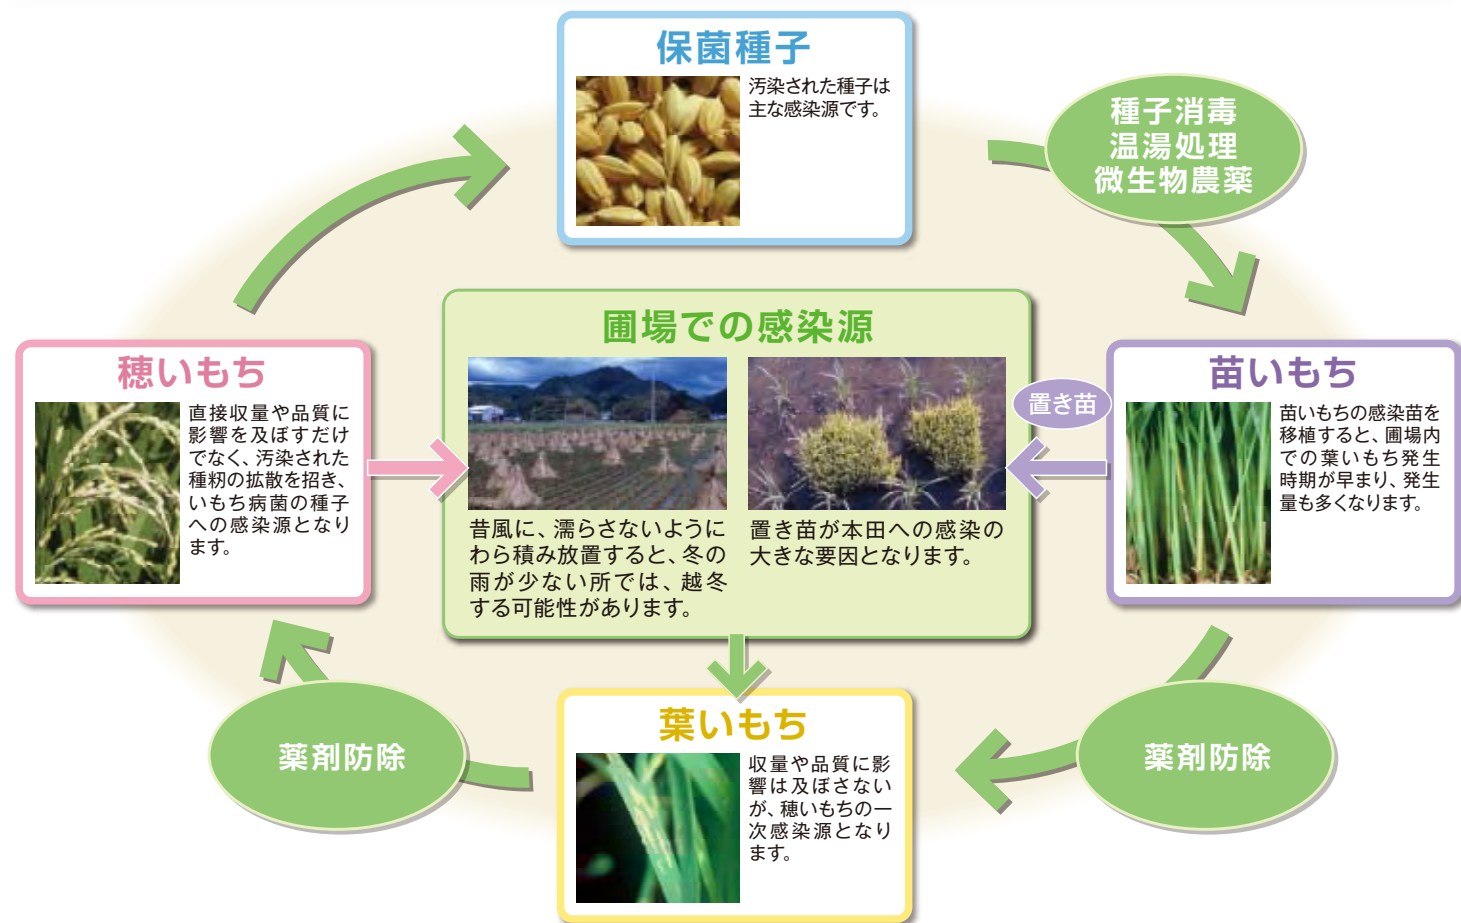 保菌種子
汚染された種子は
主な感染源です。
種子消毒
温湯処理
微生物農薬
圃場での感染源
昔風に、濡らさないように
わら積み放置すると、冬の
雨が少ない所では、越冬
する可能性があります。
置き苗が本田への感染の
大きな要因となります。
穂いもち
直接収量や品質に
影響を及ぼすだけ
でなく、汚染された
種籾の拡散を招き、
いもち病菌の種子
への感染源となり
ます。
置き苗
苗いもち
苗いもちの感染苗を
移植すると、圃場内
での葉いもち発生
時期が早まり、発生
量も多くなります。
薬剤防除
葉いもち
収量や品質に影
響は及ぼさない
が、穂いもちの一
次感染源となり
ます。
薬剤防除